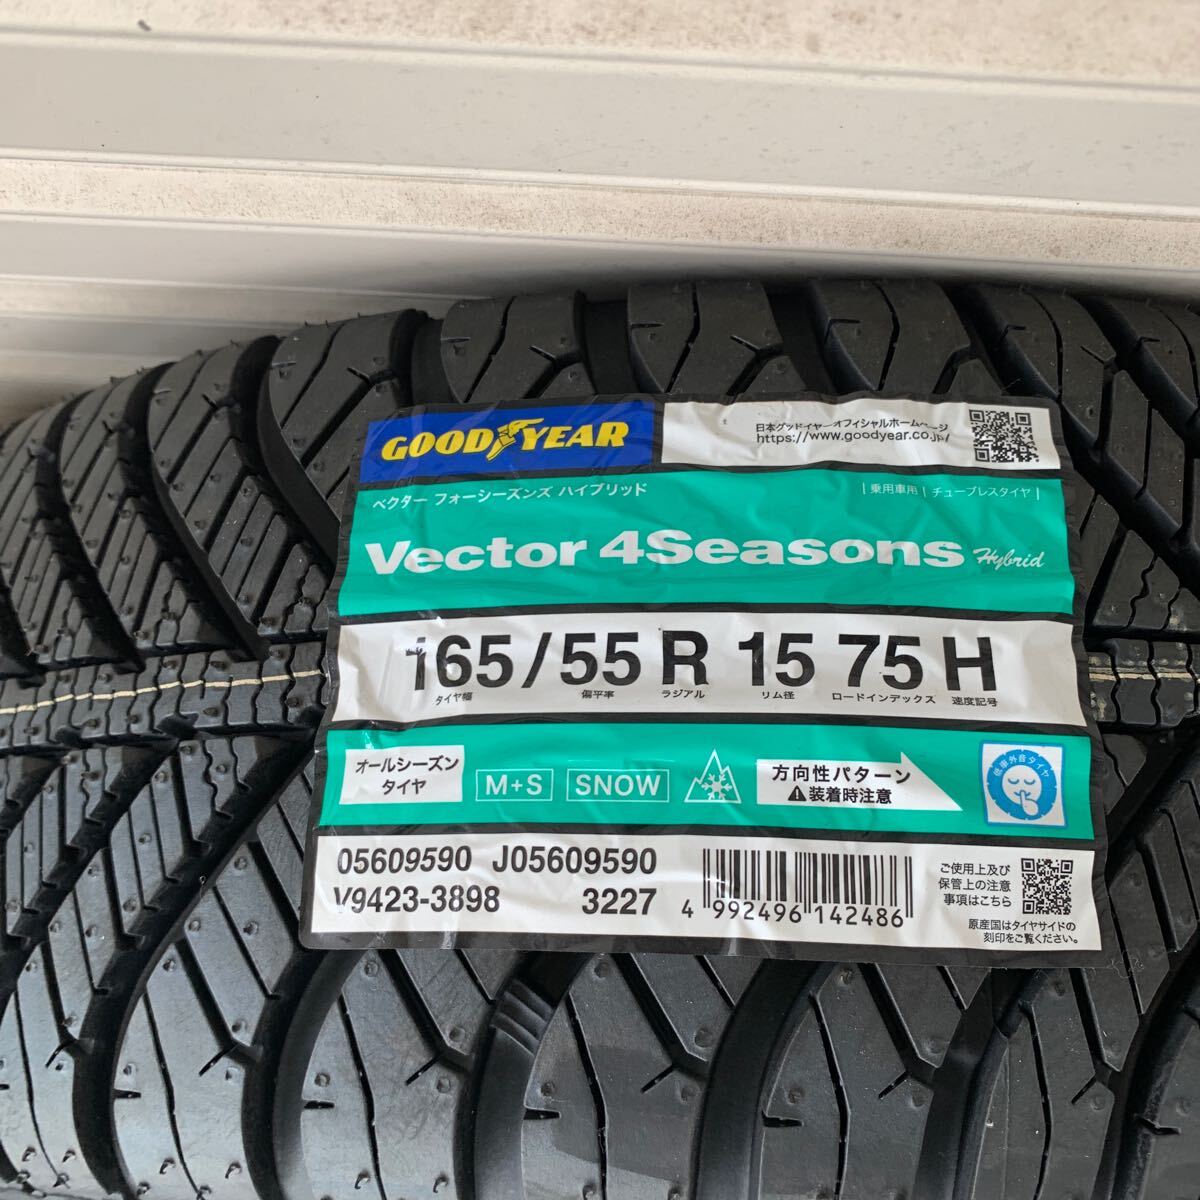 GOODYEAR
日本グッドイヤーオフィシャルホームページ
https://www.goodyear.co.jp/
ベクター フォーシーズンズ ハイブリッド
| 乗用車用 | チューブレスタイヤ |
Vector 4Seasons Hybrid
165/55 R 15 75 H
タイヤ幅 偏平率 ラジアル リム径 ロードインデックス 速度記号
オールシーズン
タイヤ
M+S
SNOW
方向性パターン
⚠装着時注意
低車外音タイヤ
05609590 J05609590
V9423-3898 3227
4 992496 142486
ご使用上及び
保管上の注意
事項はこちら
原産国はタイヤサイドの
刻印をご覧ください。